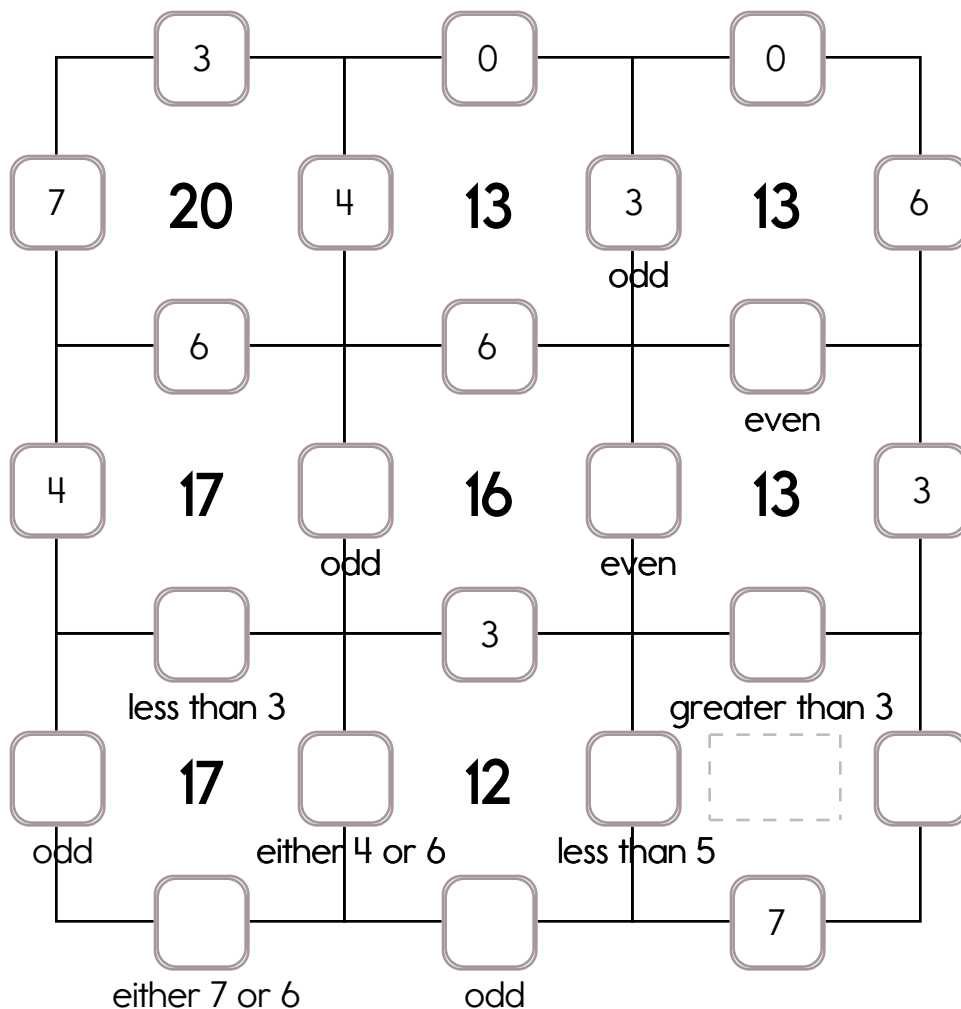 3 0 0
7 20 4 13 3 13 6
odd
6 6
even
4 17 16 13 3
odd even
3
less than 3 greater than 3
17 12
odd either 4 or 6 less than 5
7
either 7 or 6 odd